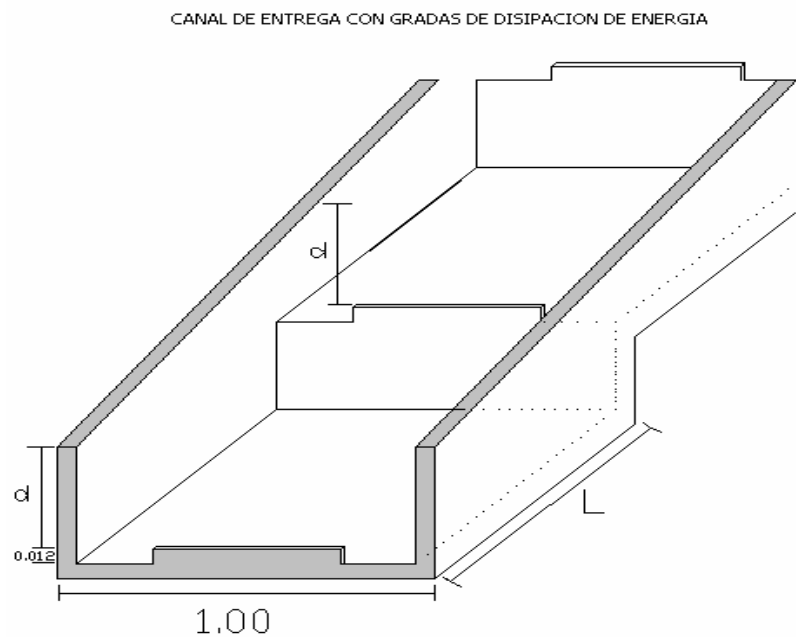 CANAL DE ENTREGA CON GRADAS DE DISIPACION DE ENERGIA
d
d
0.012
L
1.00